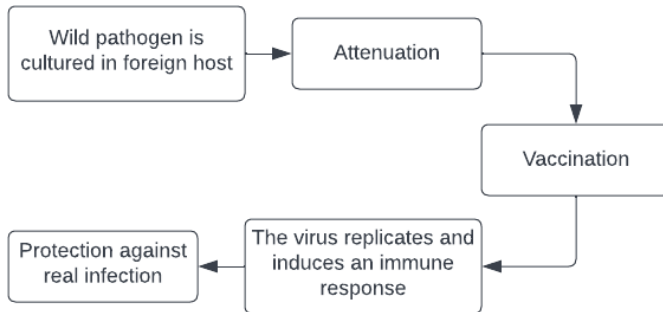 Wild pathogen is
cultured in foreign host
Attenuation
Vaccination
The virus replicates and
induces an immune
response
Protection against
real infection